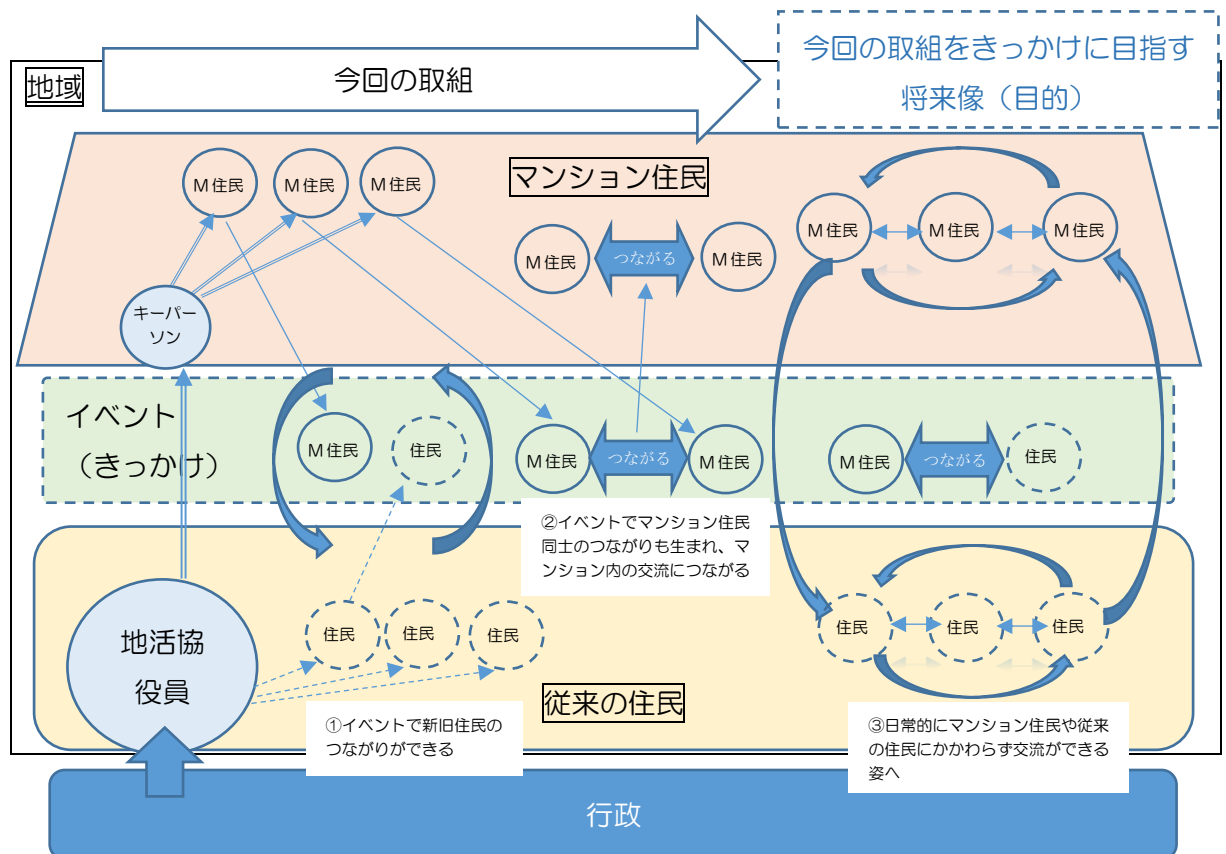 今回の取組をきっかけに目指す
将来像（目的）
地域
今回の取組
マンション住民
M住民
M住民
M住民
M住民
M住民
M住民
M住民
つながる
M住民
M住民
キーパー
ソン
イベント
（きっかけ）
M住民
住民
M住民
つながる
M住民
M住民
つながる
住民
②イベントでマンション住民
同士のつながりも生まれ、マ
ンション内の交流につながる
地活協
役員
住民
住民
住民
住民
住民
住民
従来の住民
①イベントで新旧住民の
つながりができる
③日常的にマンション住民や従来
の住民にかかわらず交流ができる
姿へ
行政